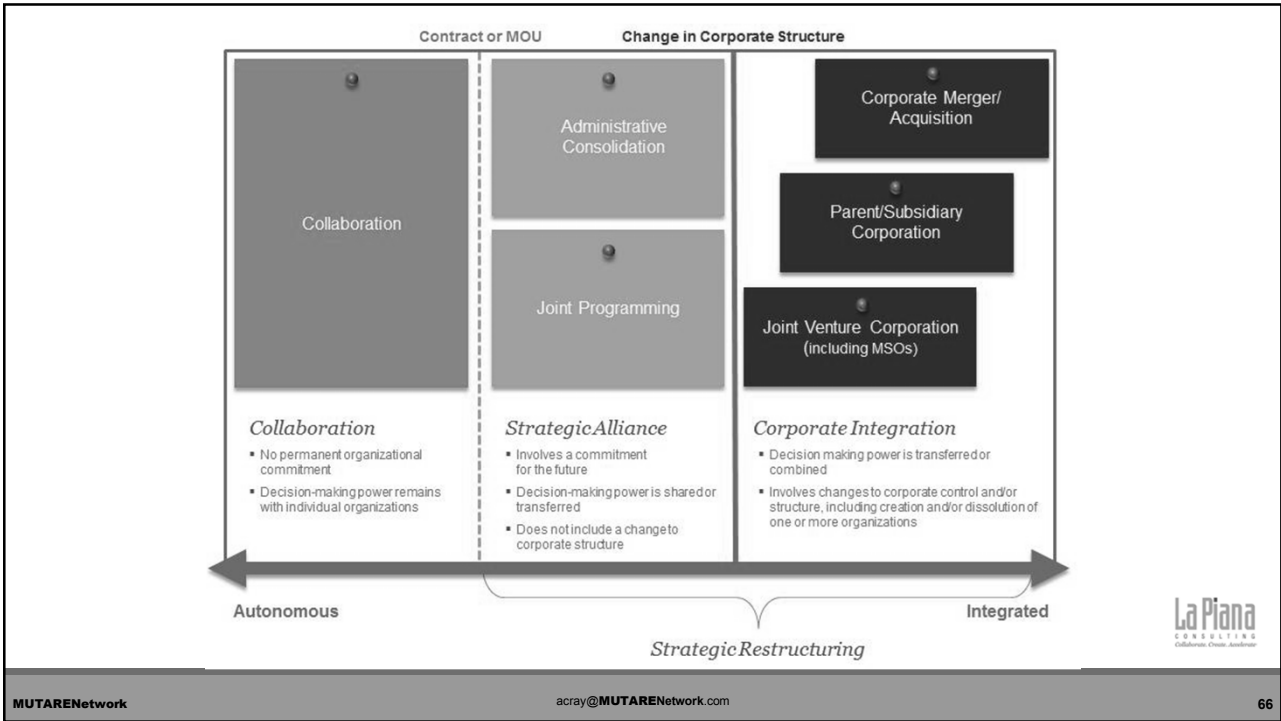 Contract or MOU
Change in Corporate Structure
Collaboration
Administrative
Consolidation
Joint Programming
Corporate Merger/
Acquisition
Parent/Subsidiary
Corporation
Joint Venture Corporation
(including MSOs)
Collaboration
▪ No permanent organizational
commitment
▪ Decision-making power remains
with individual organizations
Strategic Alliance
▪ Involves a commitment
for the future
▪ Decision-making power is shared or
transferred
▪ Does not include a change to
corporate structure
Corporate Integration
▪ Decision making power is transferred or
combined
▪ Involves changes to corporate control and/or
structure, including creation and/or dissolution of
one or more organizations
Autonomous
Integrated
Strategic Restructuring
La Piana
CONSULTING
Collaborate. Create. Accelerate
MUTARENetwork
acray@MUTARENetwork.com
66